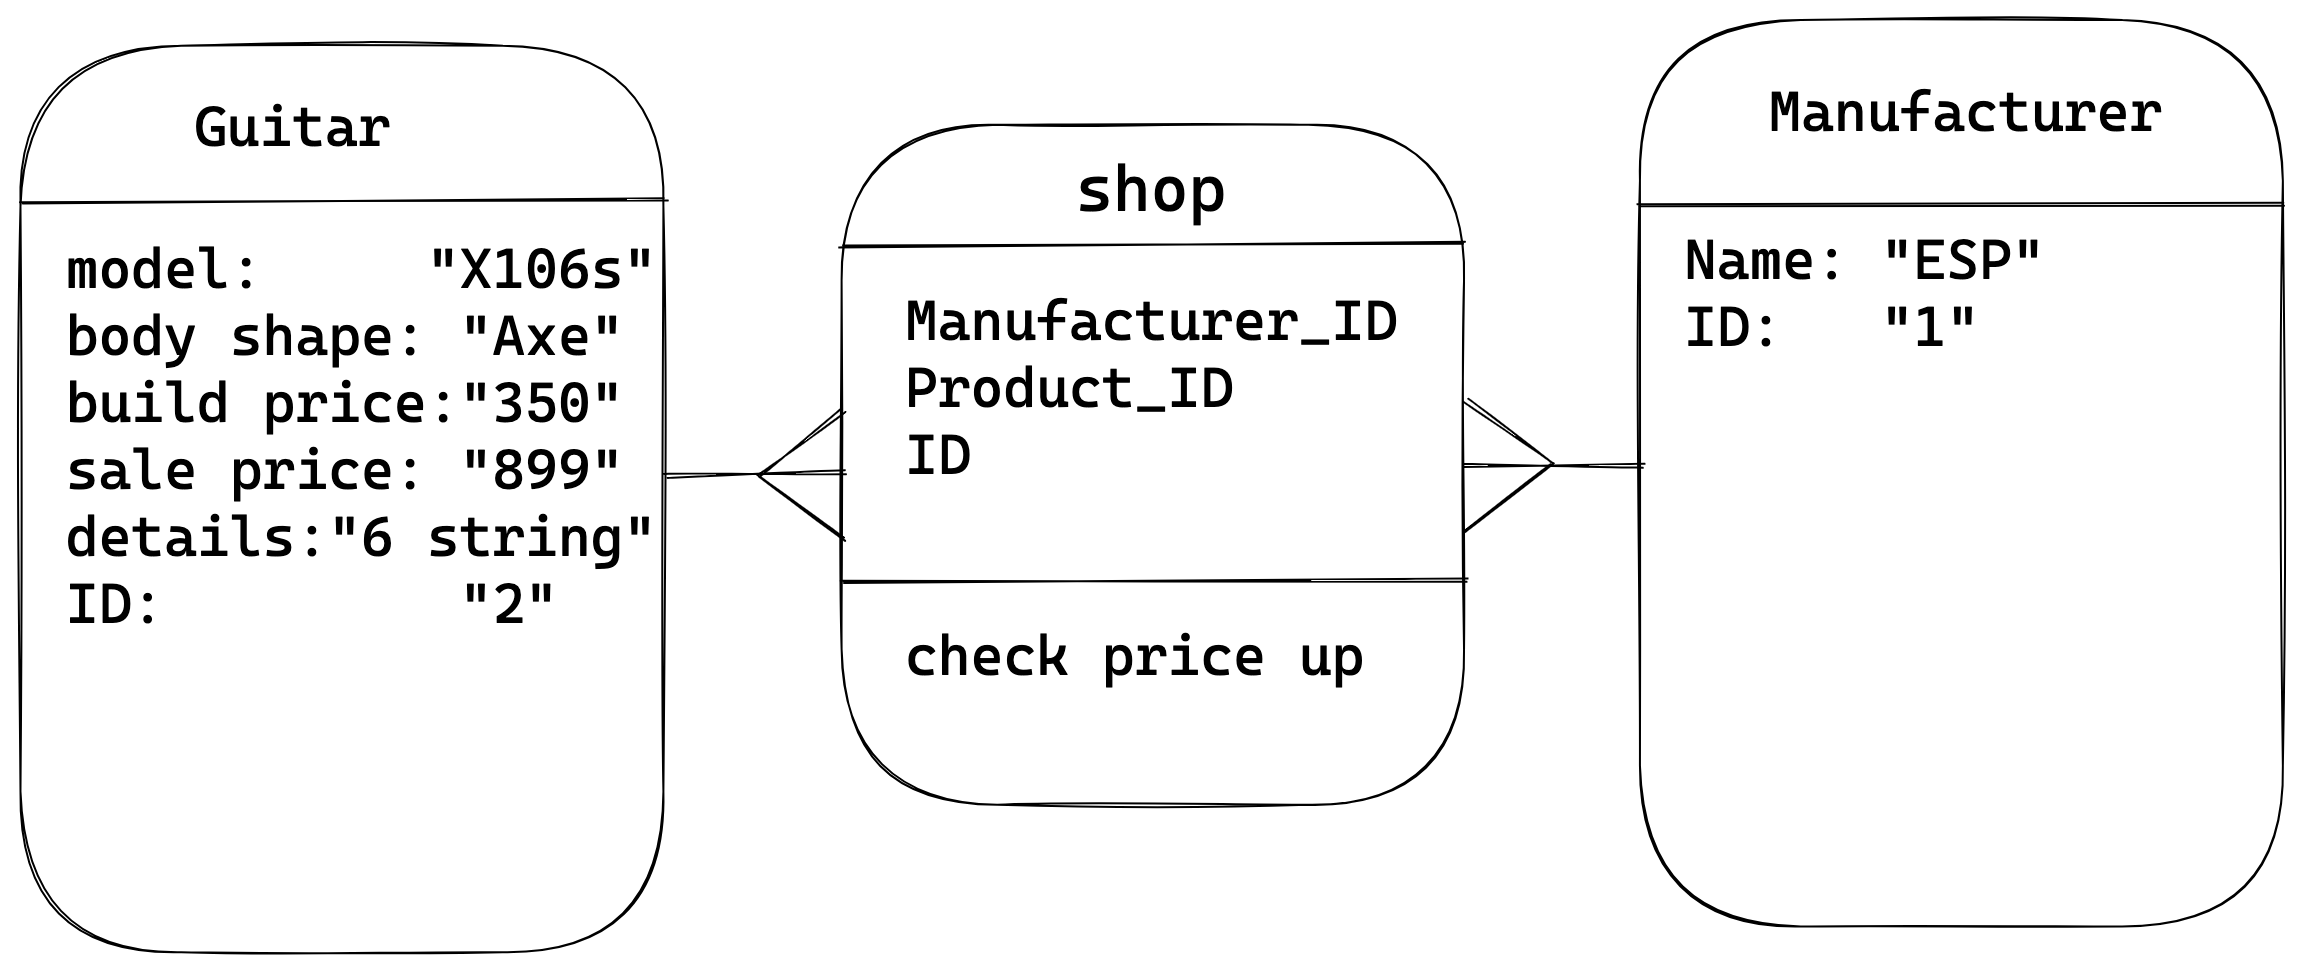 Guitar
model: "X106s"
body shape: "Axe"
build price:"350"
sale price: "899"
details:"6 string"
ID: "2"
shop
Manufacturer_ID
Product_ID
ID
check price up
Manufacturer
Name: "ESP"
ID: "1"